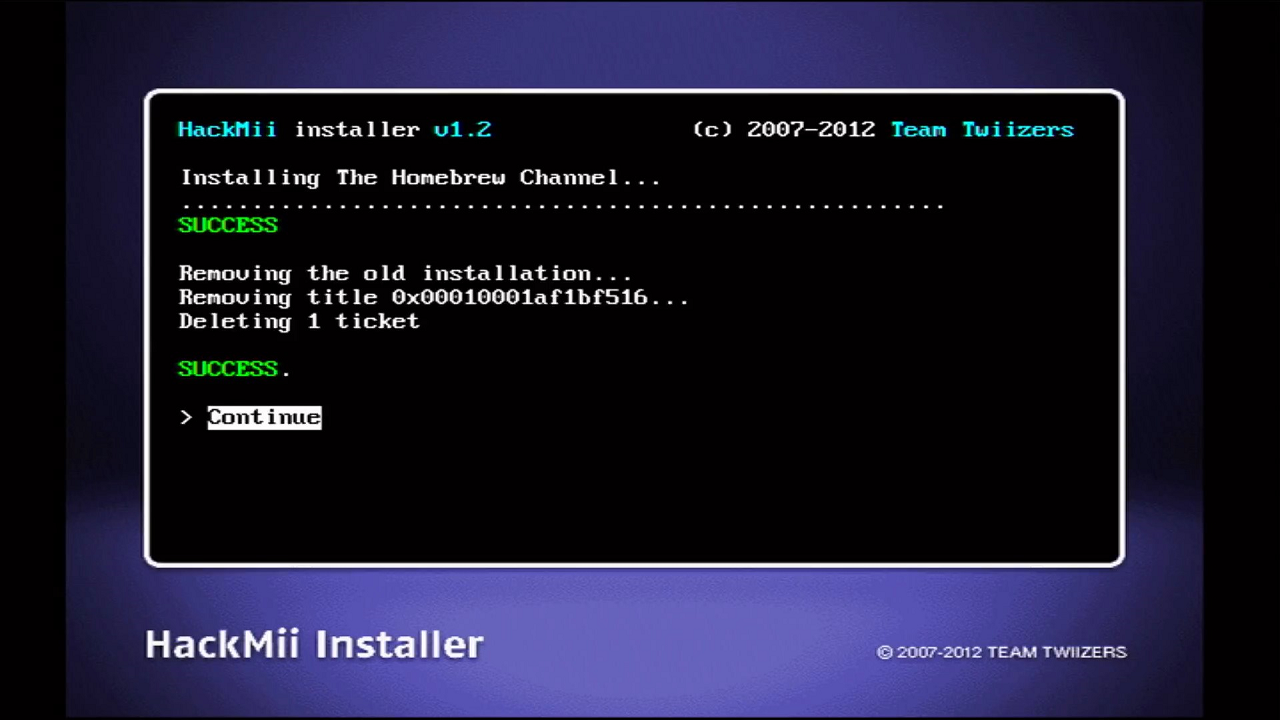 HackMii installer v1.2 (c) 2007-2012 Team Twiizers
Installing The Homebrew Channel...
......................................................
SUCCESS
Removing the old installation...
Removing title 0x00010001af1bf516...
Deleting 1 ticket
SUCCESS.
> Continue
HackMii Installer © 2007-2012 TEAM TWIIZERS